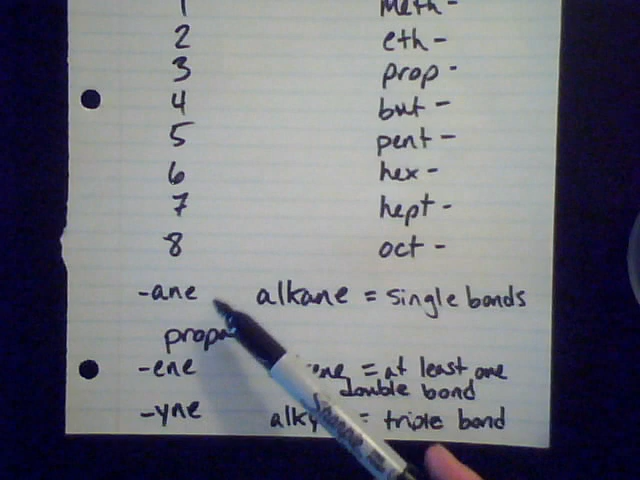 1 meth-
2 eth-
3 prop-
4 but-
5 pent-
6 hex-
7 hept-
8 oct-
-ane alkane = single bonds
-ene = at least one
double bond
-yne = triple bond
Sharpie